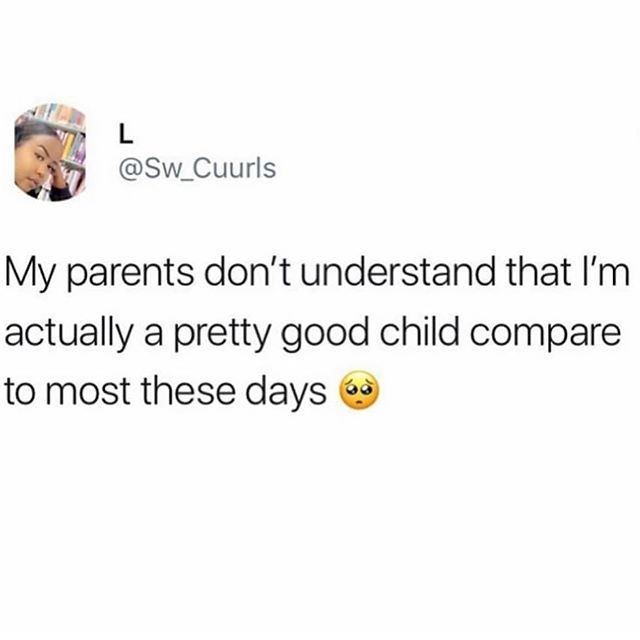 L
@Sw_Cuurls
My parents don't understand that I'm
actually a pretty good child compare
to most these days 🥺